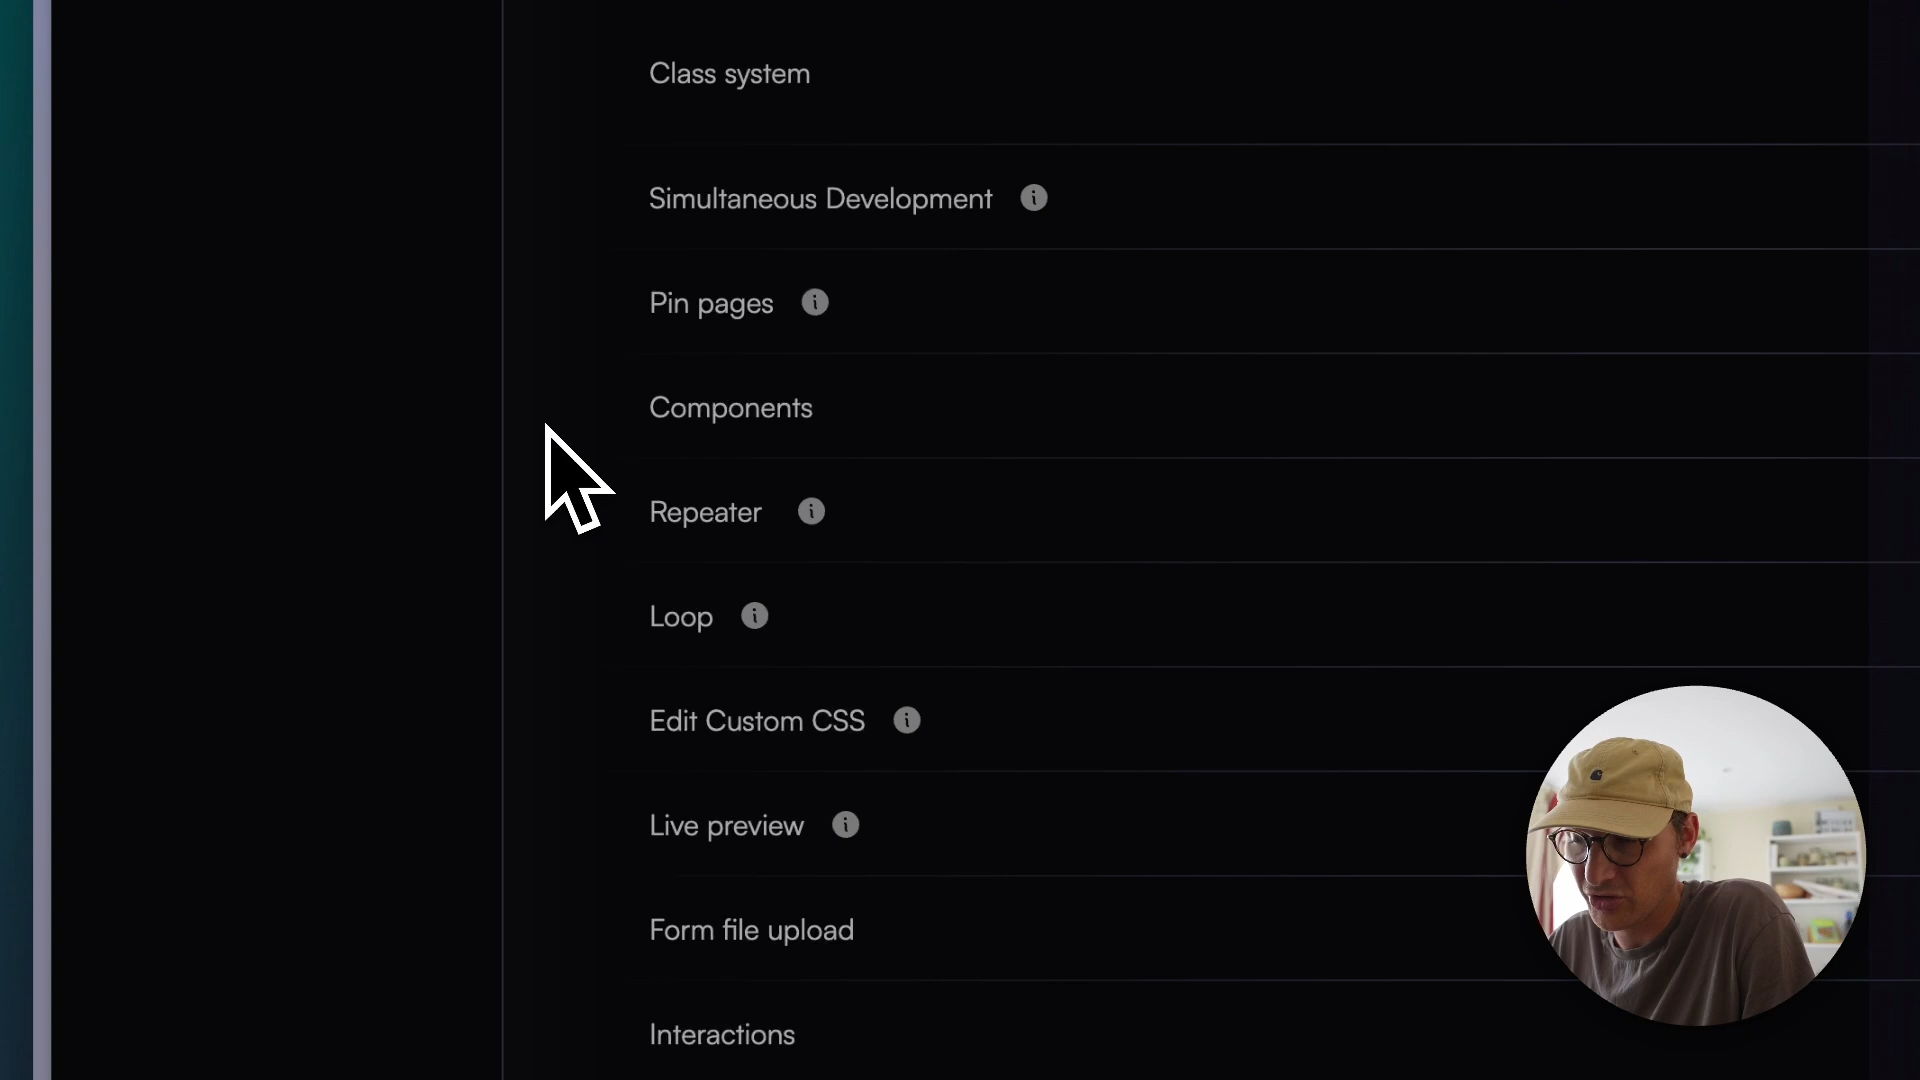 Class system
Simultaneous Development
Pin pages
Components
Repeater
Loop
Edit Custom CSS
Live preview
Form file upload
Interactions